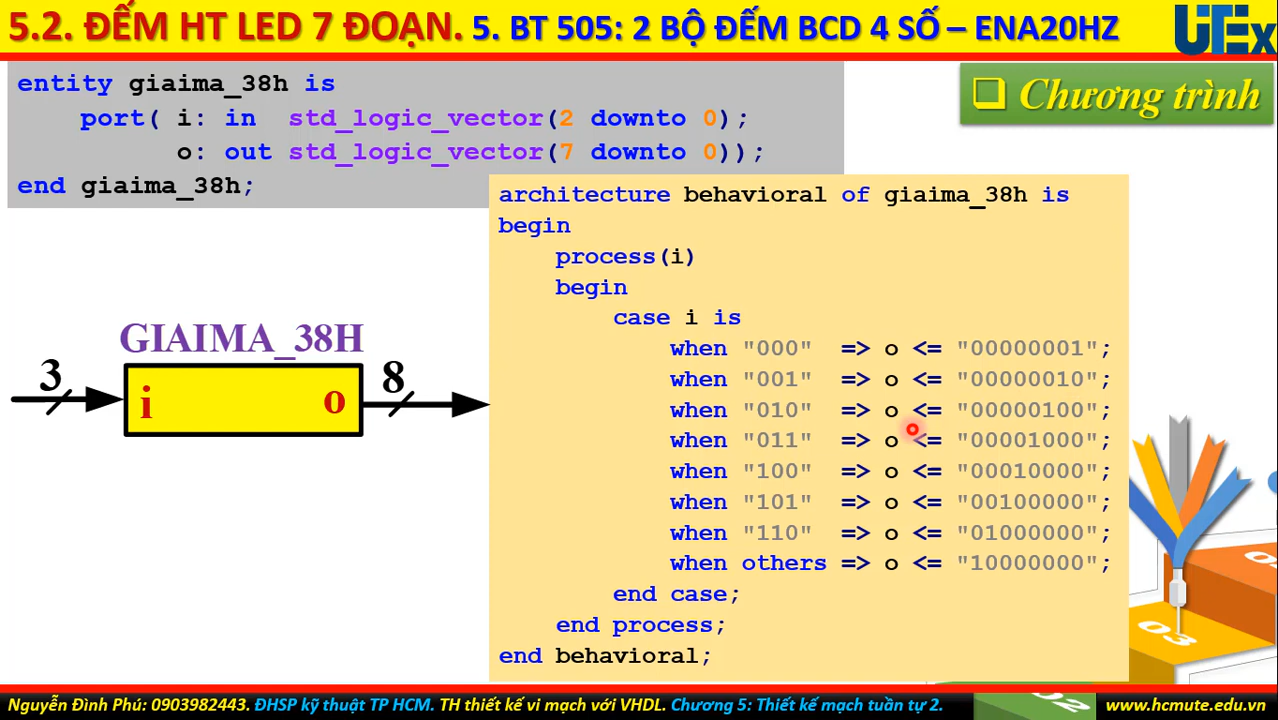 5.2. ĐẾM HT LED 7 ĐOẠN. 5. BT 505: 2 BỘ ĐẾM BCD 4 SỐ – ENA20HZ
UTEx
entity giaima_38h is
port( i: in std_logic_vector(2 downto 0);
o: out std_logic_vector(7 downto 0));
end giaima_38h;
Chương trình
architecture behavioral of giaima_38h is
begin
process(i)
begin
case i is
when "000" => o <= "00000001";
when "001" => o <= "00000010";
when "010" => o <= "00000100";
when "011" => o <= "00001000";
when "100" => o <= "00010000";
when "101" => o <= "00100000";
when "110" => o <= "01000000";
when others => o <= "10000000";
end case;
end process;
end behavioral;
GIAIMA_38H
3
i
o
8
03
Nguyễn Đình Phú: 0903982443. ĐHSP kỹ thuật TP HCM. TH thiết kế vi mạch với VHDL. Chương 5: Thiết kế mạch tuần tự 2.
www.hcmute.edu.vn